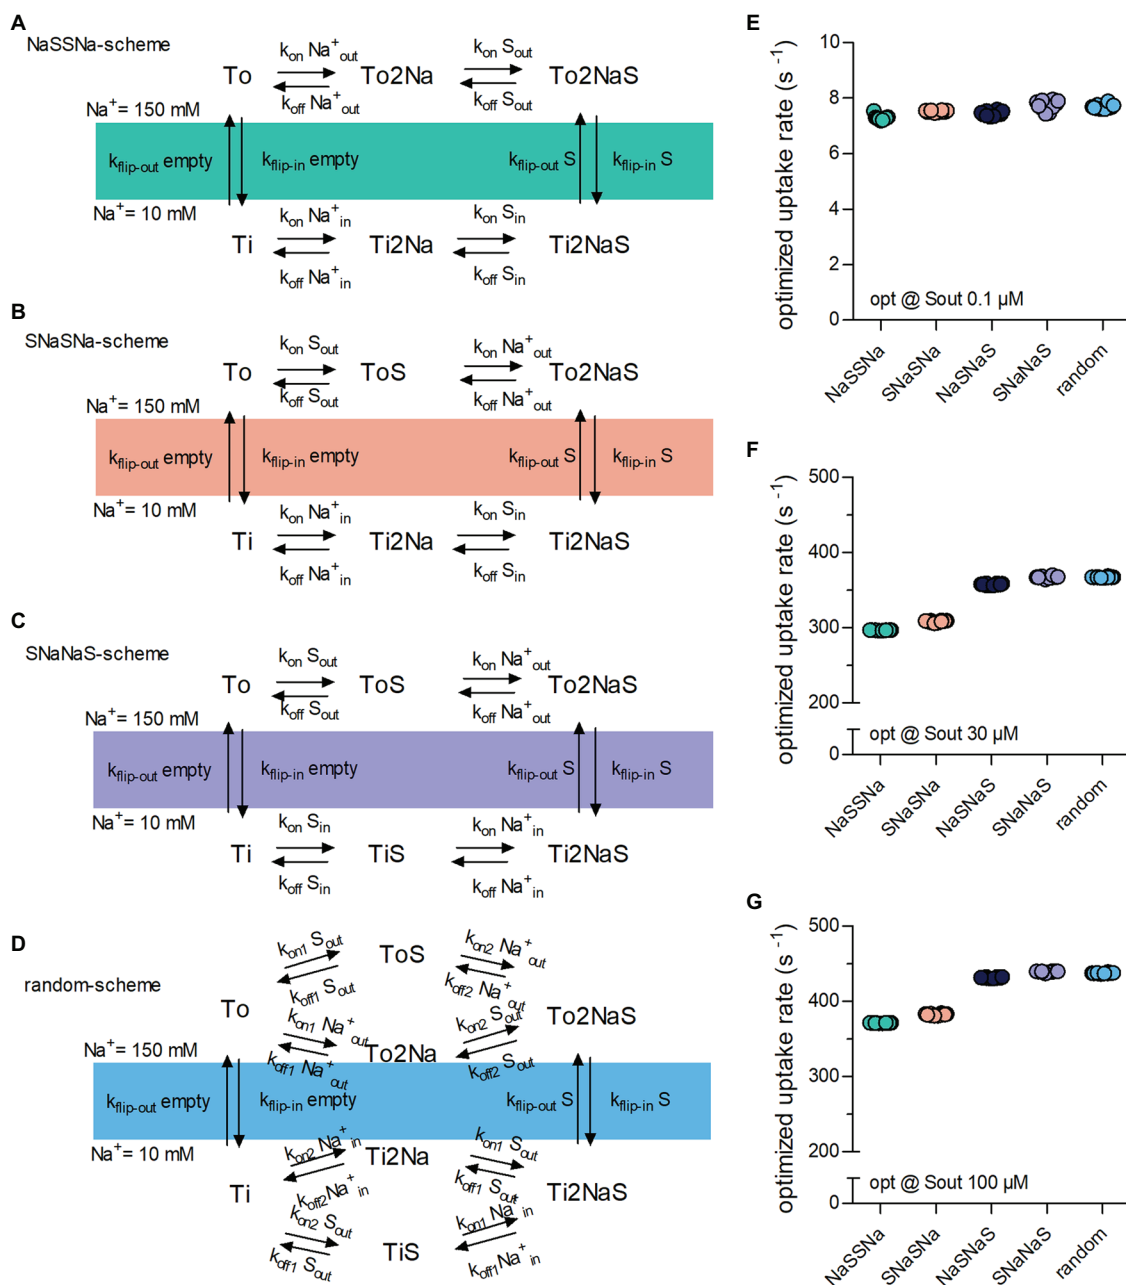 A
NaSSNa-scheme
kon Na+out
kon Sout
To
To2Na
To2NaS
koff Na+out
koff Sout
Na+= 150 mM
kflip-out empty
kflip-in empty
kflip-out S
kflip-in S
Na+= 10 mM
kon Na+in
kon Sin
Ti
Ti2Na
Ti2NaS
koff Na+in
koff Sin
B
SNaSNa-scheme
kon Sout
kon Na+out
To
ToS
To2NaS
koff Sout
koff Na+out
Na+= 150 mM
kflip-out empty
kflip-in empty
kflip-out S
kflip-in S
Na+= 10 mM
kon Na+in
kon Sin
Ti
Ti2Na
Ti2NaS
koff Na+in
koff Sin
C
SNaNaS-scheme
kon Sout
kon Na+out
To
ToS
To2NaS
koff Sout
koff Na+out
Na+= 150 mM
kflip-out empty
kflip-in empty
kflip-out S
kflip-in S
Na+= 10 mM
kon Sin
kon Na+in
Ti
TiS
Ti2NaS
koff Sin
koff Na+in
D
random-scheme
kon1 Sout
ToS
kon2 Na+out
koff1 Sout
koff2 Na+out
To
kon1 Na+out
kon2 Sout
To2NaS
koff1 Na+out
To2Na
koff2 Sout
Na+= 150 mM
kflip-out empty
kflip-in empty
kflip-out S
kflip-in S
Na+= 10 mM
kon2 Na+in
Ti2Na
kon1 Sout
koff2Na+in
koff1 Sout
Ti
Ti2NaS
kon2 Sout
kon1 Na+in
koff1 Sout
TiS
koff1Na+in
E
optimized uptake rate (s -1)
10
8
6
4
2
0
opt @ Sout 0.1 µM
NaSSNa
SNaSNa
NaSNaS
SNaNaS
random
F
optimized uptake rate (s -1)
500
400
300
200
0
opt @ Sout 30 µM
NaSSNa
SNaSNa
NaSNaS
SNaNaS
random
G
optimized uptake rate (s -1)
500
400
300
200
0
opt @ Sout 100 µM
NaSSNa
SNaSNa
NaSNaS
SNaNaS
random